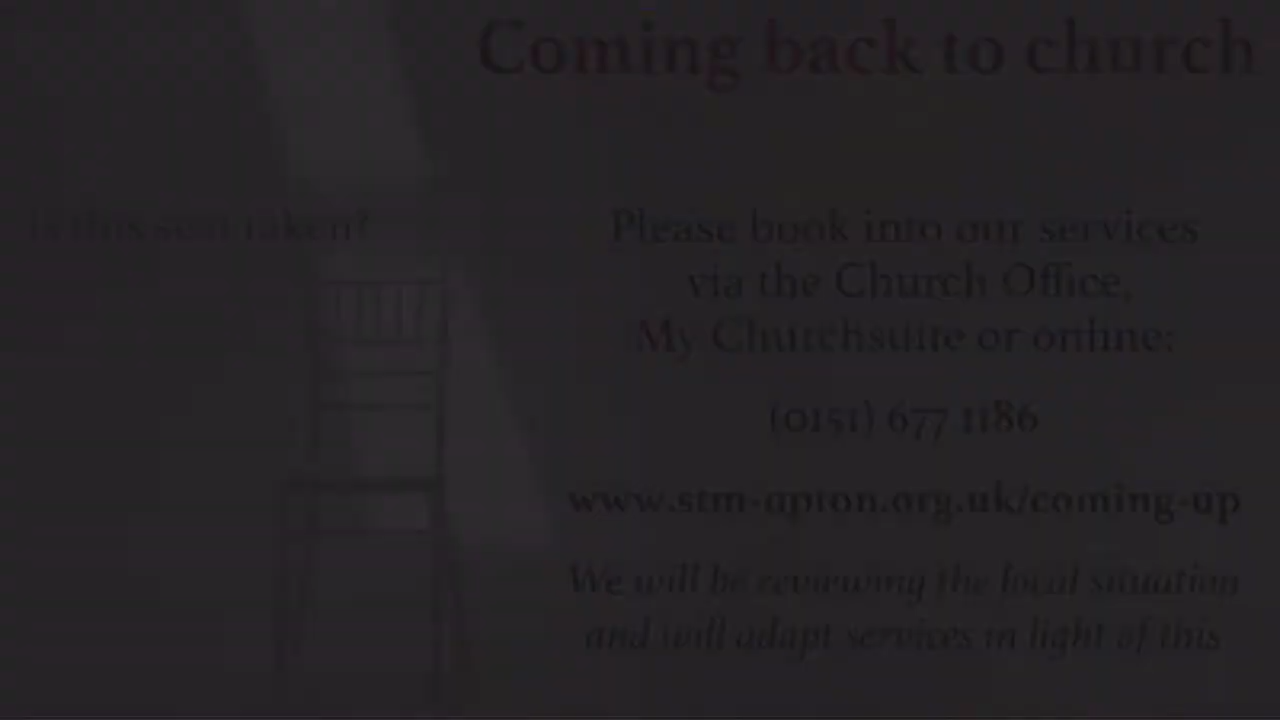 Coming back to church
Is this seat taken?
Please book into our services
via the Church Office,
My Churchsuite or online:
(0151) 677 1186
www.stm-upton.org.uk/coming-up
We will be reviewing the local situation
and will adapt services in light of this